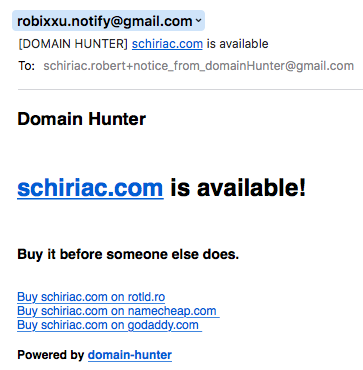 robixxu.notify@gmail.com
[DOMAIN HUNTER] schiriac.com is available
To: schiriac.robert+notice_from_domainHunter@gmail.com
Domain Hunter
schiriac.com is available!
Buy it before someone else does.
Buy schiriac.com on rotld.ro
Buy schiriac.com on namecheap.com
Buy schiriac.com on godaddy.com
Powered by domain-hunter